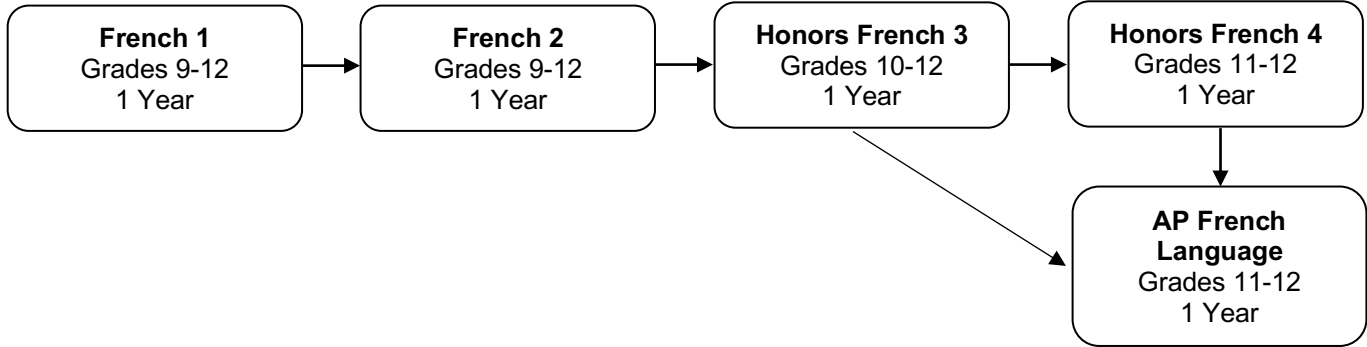 French 1
Grades 9-12
1 Year
French 2
Grades 9-12
1 Year
Honors French 3
Grades 10-12
1 Year
Honors French 4
Grades 11-12
1 Year
AP French
Language
Grades 11-12
1 Year